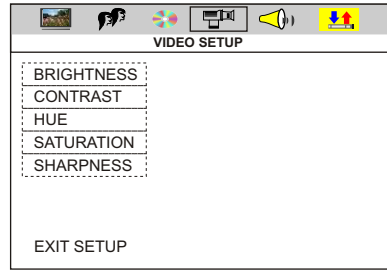 VIDEO SETUP
BRIGHTNESS
CONTRAST
HUE
SATURATION
SHARPNESS
EXIT SETUP